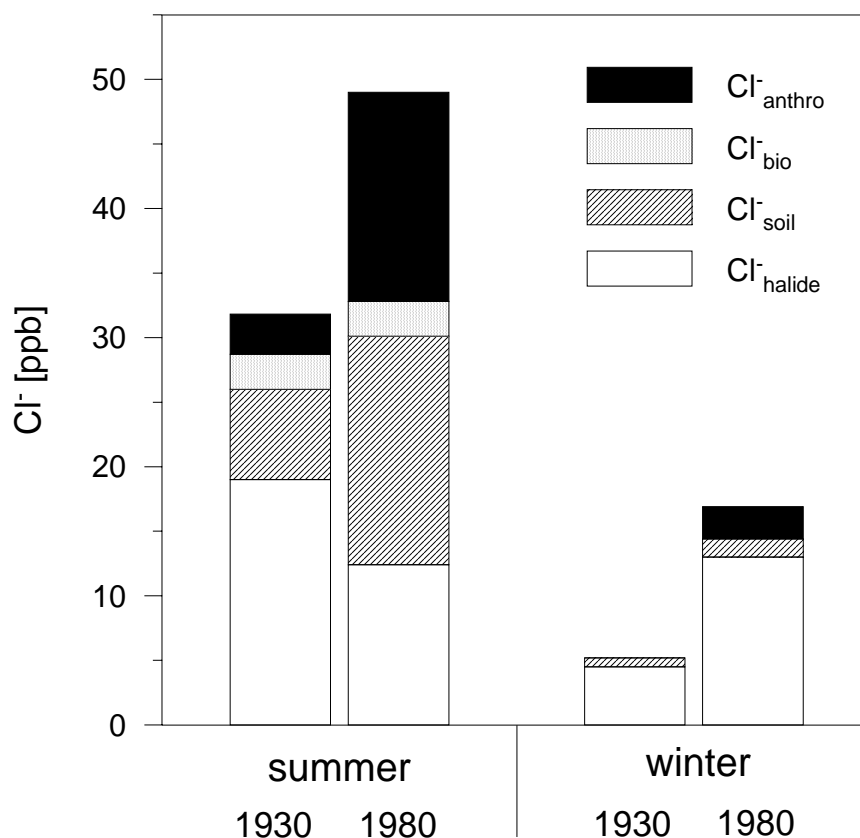 Cl⁻ [ppb]
50
40
30
20
10
0
Cl⁻anthro
Cl⁻bio
Cl⁻soil
Cl⁻halide
summer winter
1930 1980 1930 1980